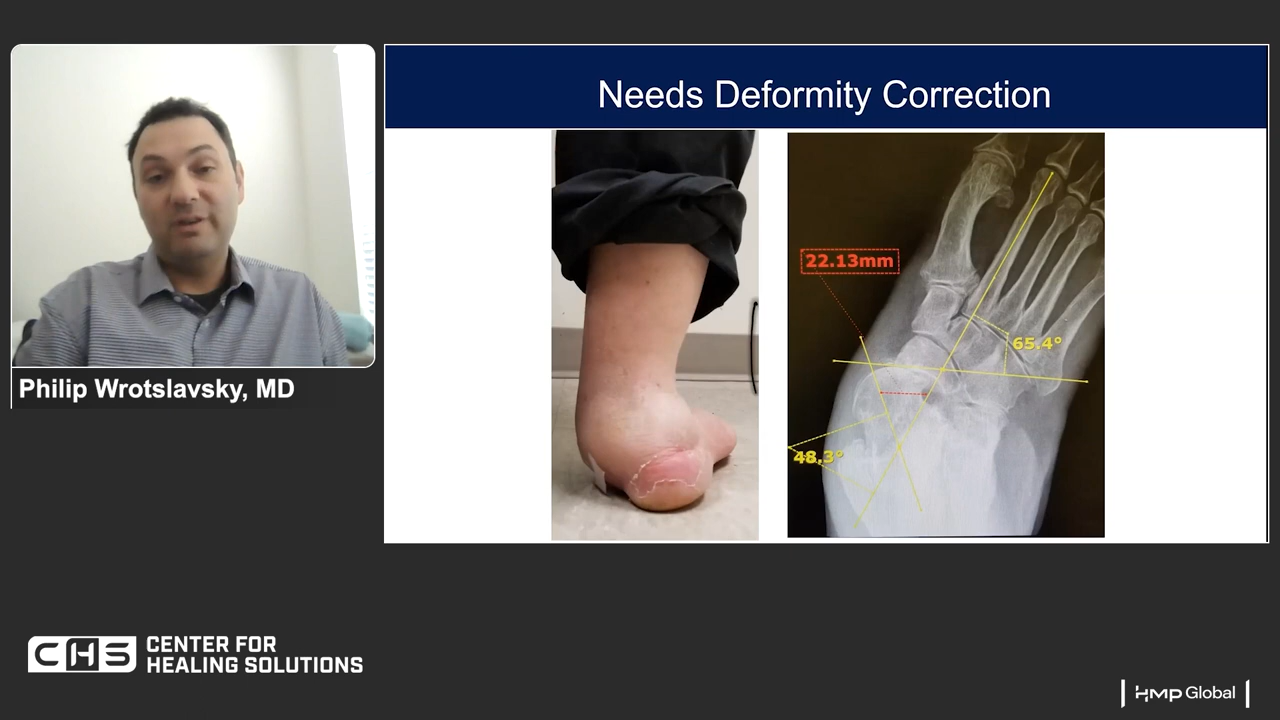 Needs Deformity Correction
22.13mm
65.4°
48.3°
Philip Wrotslavsky, MD
CHS CENTER FOR
HEALING SOLUTIONS
HMP Global